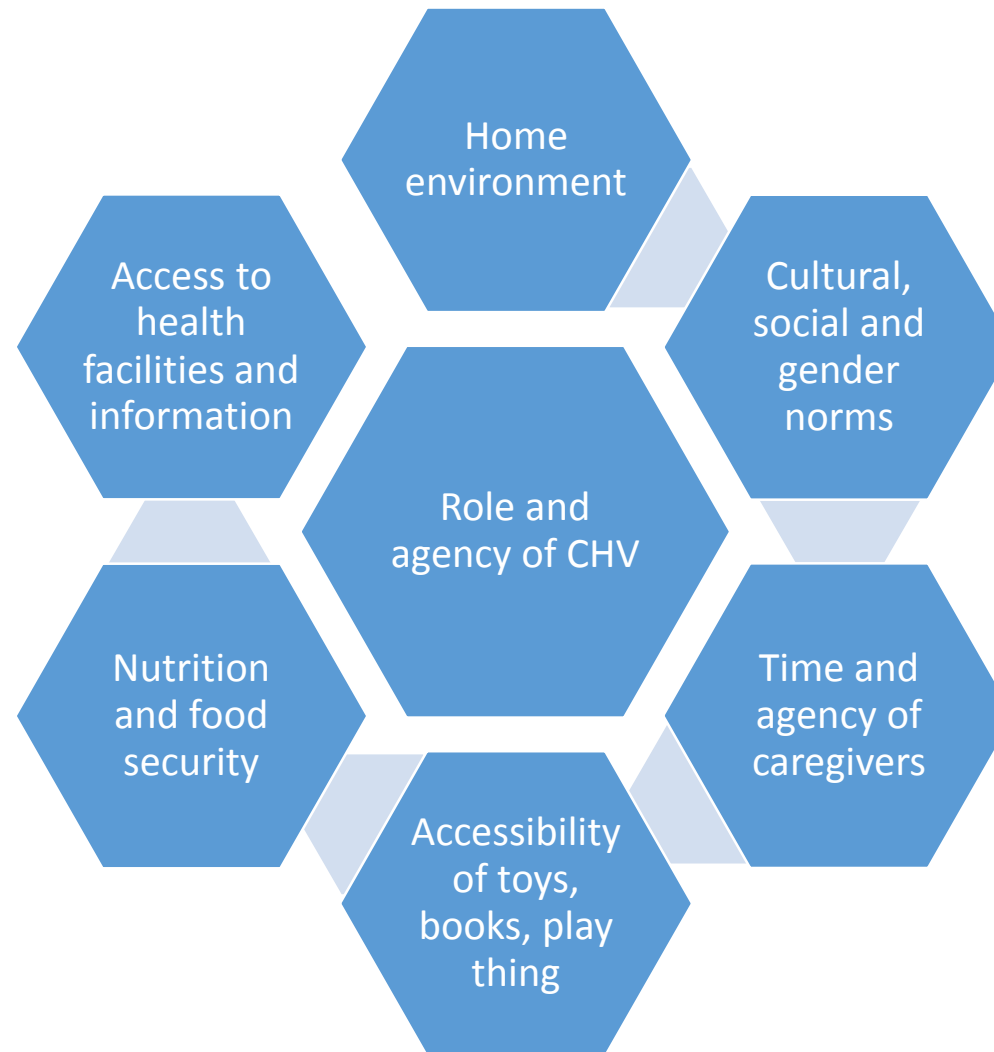 Home
environment
Cultural,
social and
gender
norms
Time and
agency of
caregivers
Accessibility
of toys,
books, play
thing
Nutrition
and food
security
Access to
health
facilities and
information
Role and
agency of CHV